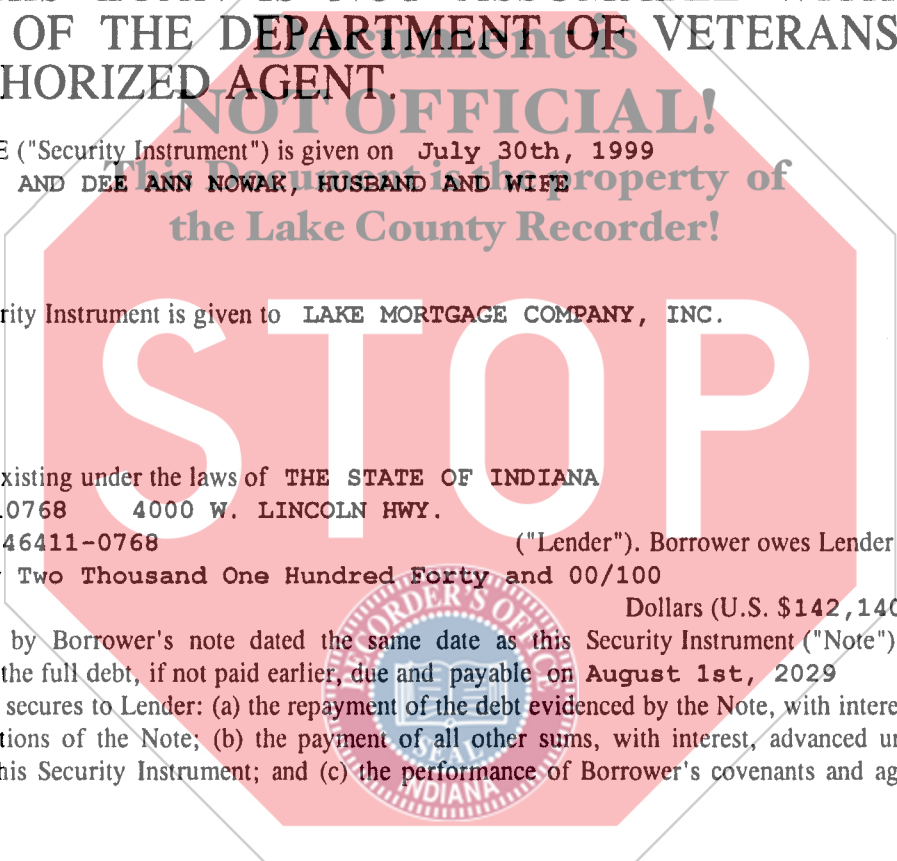 OF THE DEPARTMENT OF VETERANS
HORIZED AGENT.
Document is
NOT OFFICIAL!
E ("Security Instrument") is given on July 30th, 1999
This Document is the property of
AND DEE ANN NOWAK, HUSBAND AND WIFE
the Lake County Recorder!
rity Instrument is given to LAKE MORTGAGE COMPANY, INC.
STOP
xisting under the laws of THE STATE OF INDIANA
0768 4000 W. LINCOLN HWY.
46411-0768 ("Lender"). Borrower owes Lender
Two Thousand One Hundred Forty and 00/100
Dollars (U.S. $142,140
by Borrower's note dated the same date as this Security Instrument ("Note")
the full debt, if not paid earlier, due and payable on August 1st, 2029
secures to Lender: (a) the repayment of the debt evidenced by the Note, with intere
tions of the Note; (b) the payment of all other sums, with interest, advanced ur
his Security Instrument; and (c) the performance of Borrower's covenants and ag
RECORDER'S OFFICE
SEAL
INDIANA